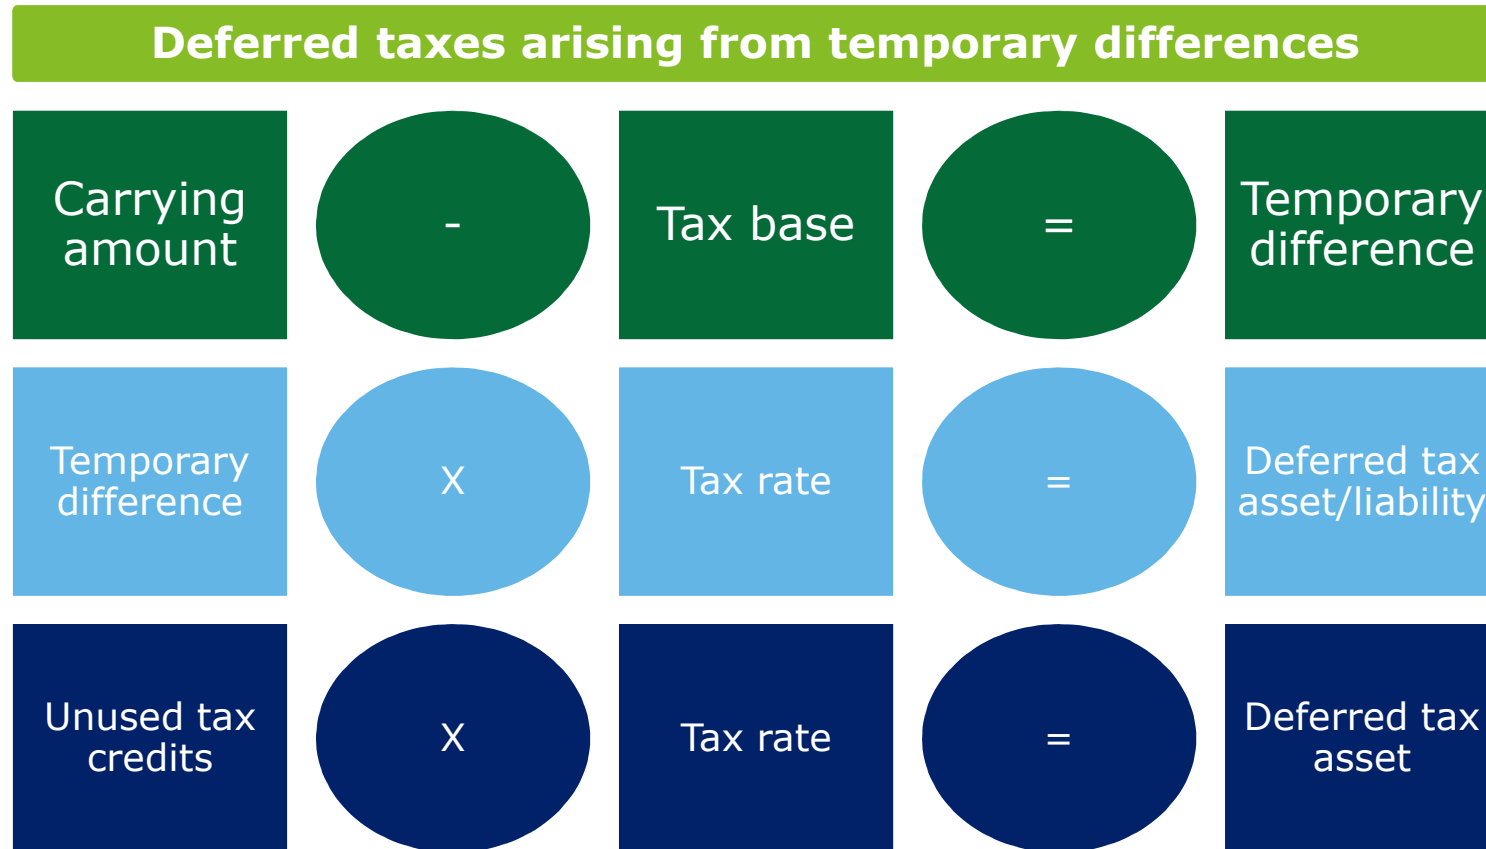 Deferred taxes arising from temporary differences
Carrying
amount
-
Tax base
=
Temporary
difference
Temporary
difference
X
Tax rate
=
Deferred tax
asset/liability
Unused tax
credits
X
Tax rate
=
Deferred tax
asset